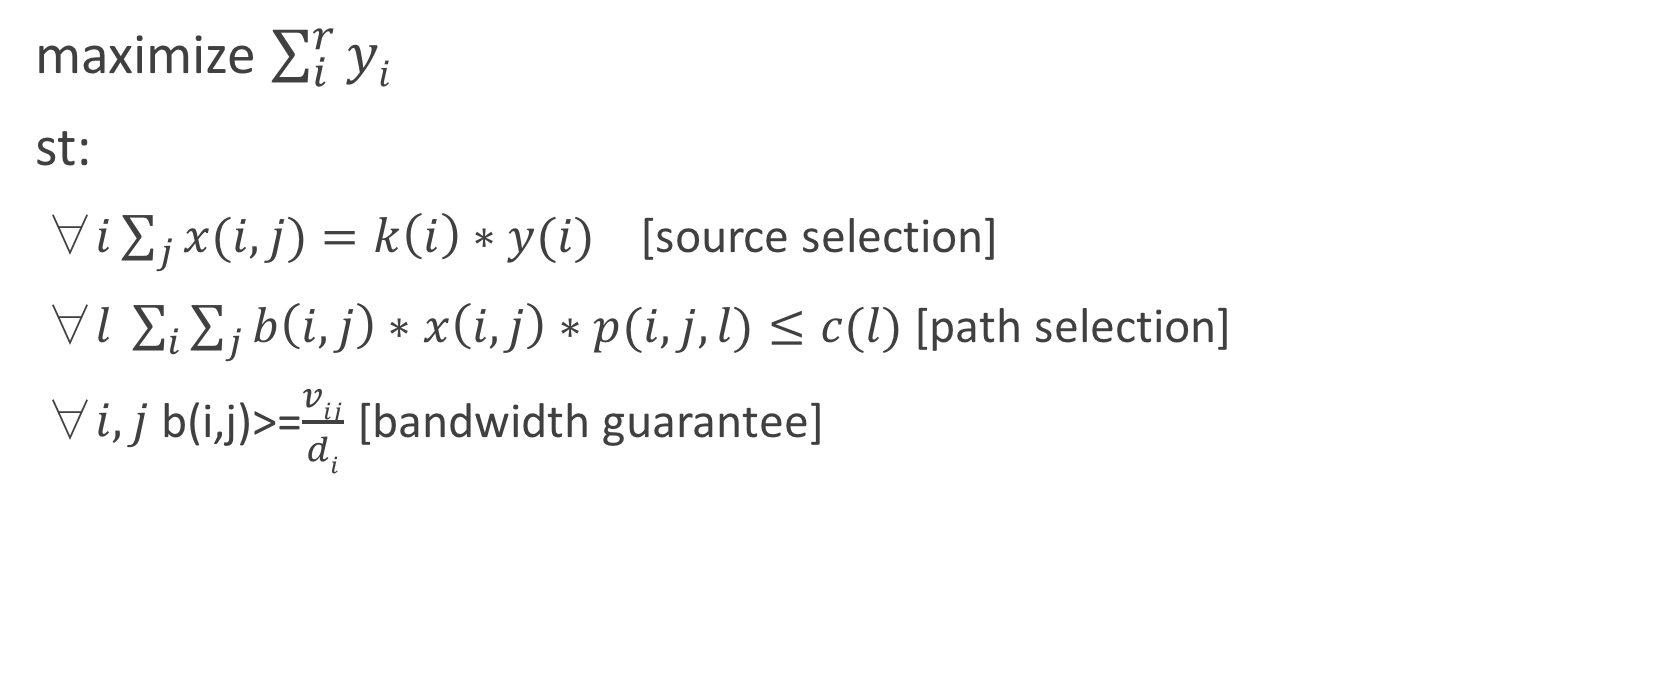 maximize ∑ᵢʳ yᵢ
st:
∀ i ∑ⱼ x(i, j) = k(i) ∗ y(i) [source selection]
∀ l ∑ᵢ ∑ⱼ b(i, j) ∗ x(i, j) ∗ p(i, j, l) ≤ c(l) [path selection]
∀ i, j b(i,j)>=vᵢⱼ/dᵢ [bandwidth guarantee]